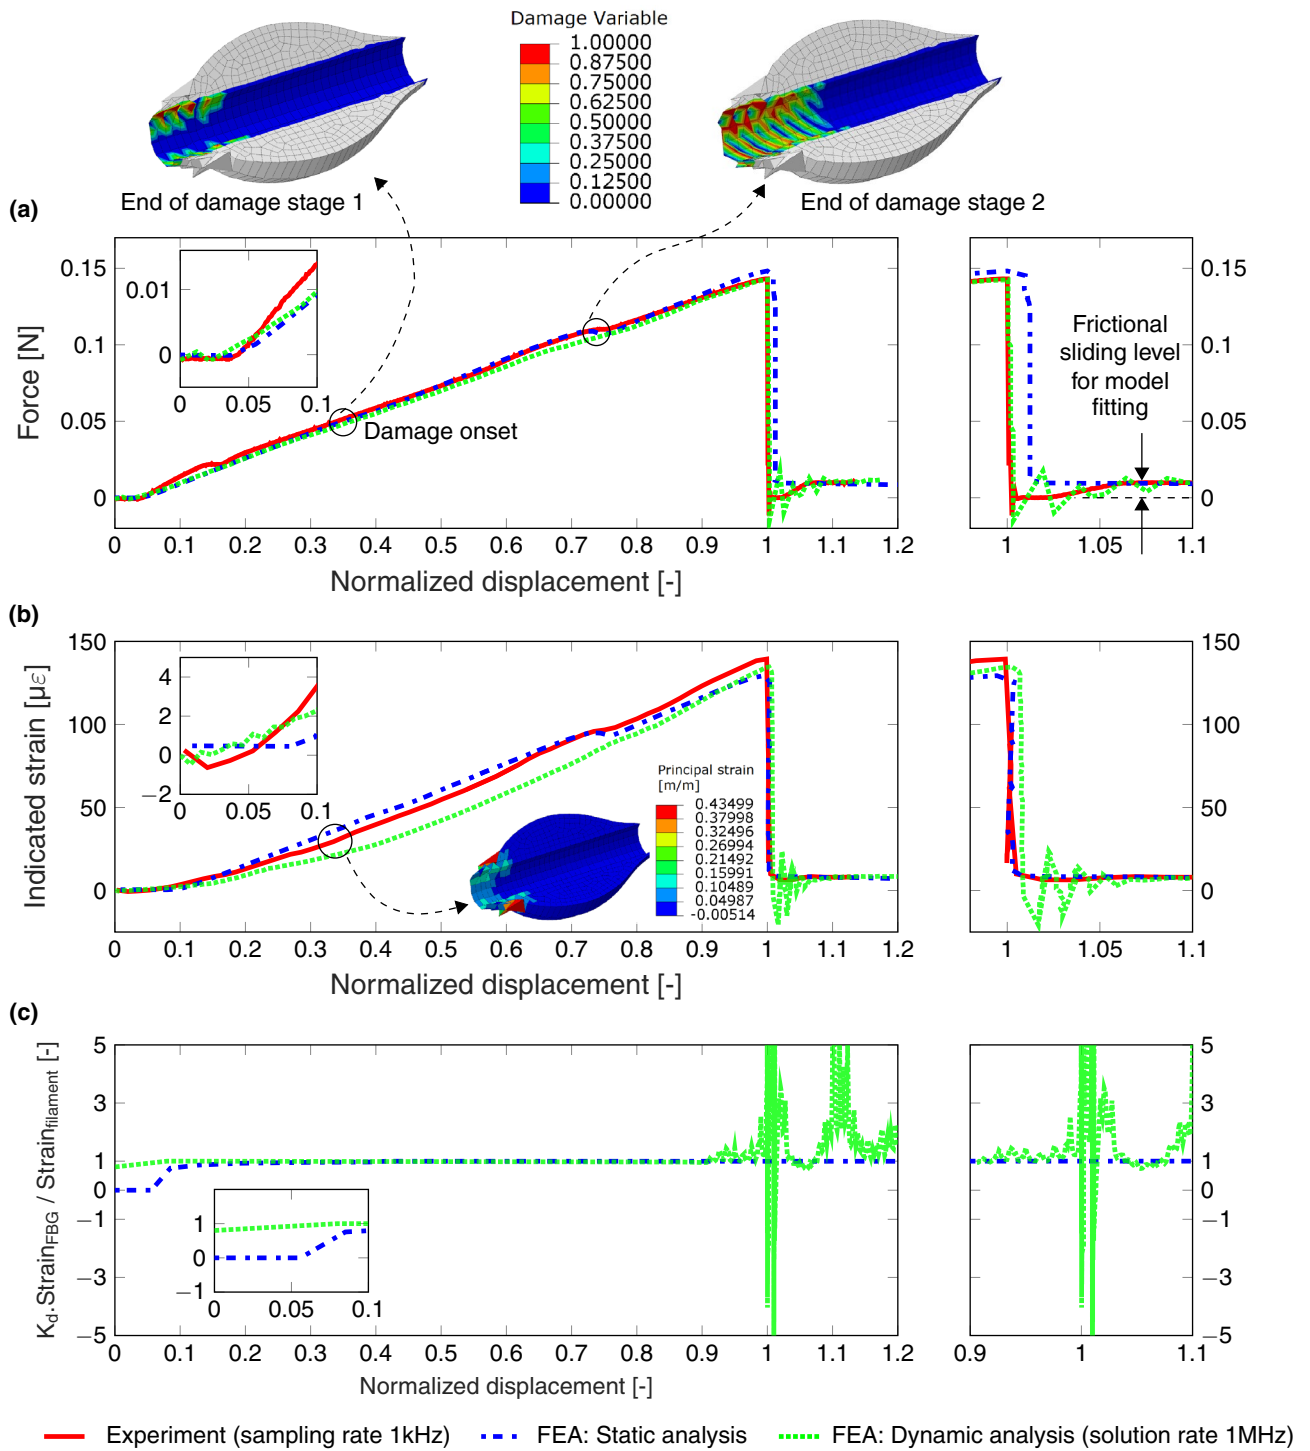 Damage Variable
1.00000
0.87500
0.75000
0.62500
0.50000
0.37500
0.25000
0.12500
0.00000
End of damage stage 1
End of damage stage 2
(a)
Force [N]
0.15
0.1
0.05
0
0.01
0
0 0.05 0.1
Damage onset
0 0.1 0.2 0.3 0.4 0.5 0.6 0.7 0.8 0.9 1 1.1 1.2
Normalized displacement [-]
Frictional
sliding level
for model
fitting
0.15
0.1
0.05
0
1 1.05 1.1
(b)
Indicated strain [µε]
150
100
50
0
4
2
0
−2
0 0.05 0.1
Principal strain
[m/m]
0.43499
0.37998
0.32496
0.26994
0.21492
0.15991
0.10489
0.04987
-0.00514
0 0.1 0.2 0.3 0.4 0.5 0.6 0.7 0.8 0.9 1 1.1 1.2
Normalized displacement [-]
150
100
50
0
1 1.05 1.1
(c)
Kd.StrainFBG / Strainfilament [-]
5
3
1
0
−1
−3
−5
1
0
−1
0 0.05 0.1
0 0.1 0.2 0.3 0.4 0.5 0.6 0.7 0.8 0.9 1 1.1 1.2
Normalized displacement [-]
5
3
1
0
−1
−3
−5
0.9 1 1.1
Experiment (sampling rate 1kHz) FEA: Static analysis FEA: Dynamic analysis (solution rate 1MHz)